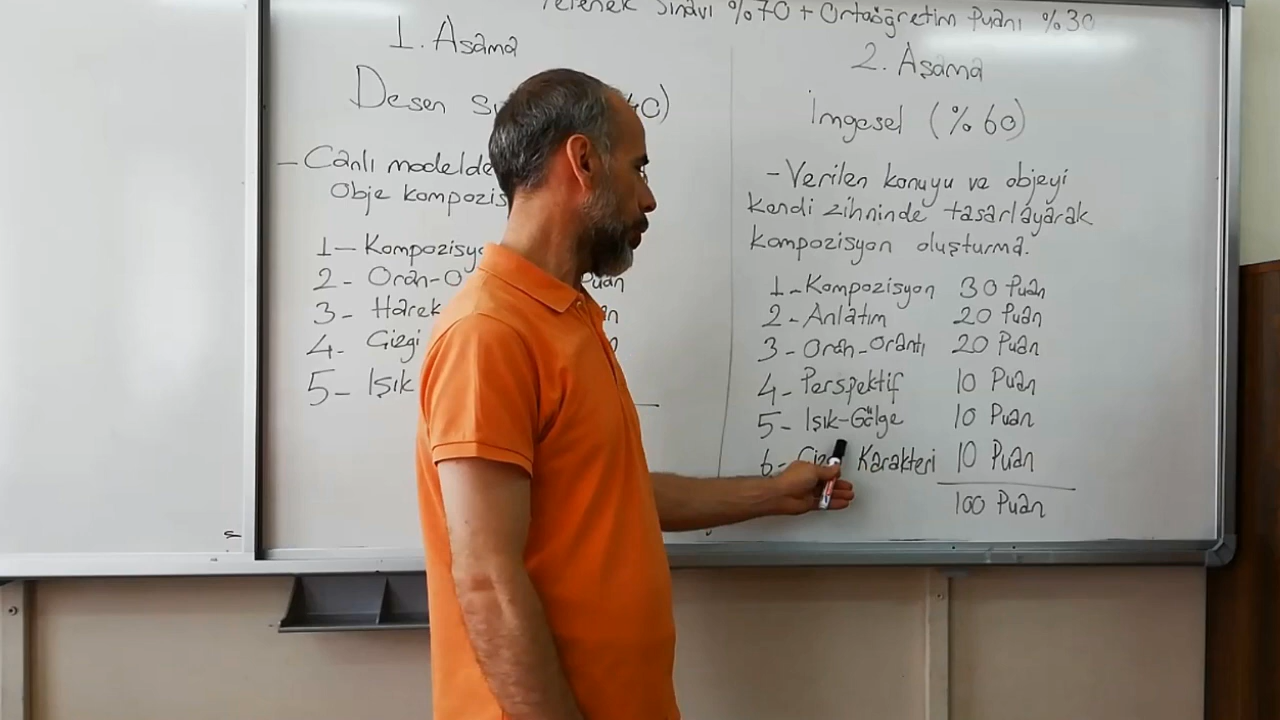 Yetenek Sınavı %70 + Ortaöğretim Puanı %30
1. Aşama
Desen
- Canlı modelde
Obje kompozis
1- Kompozisyo
2- Oran-O Puan
3- Harek
4- Çizgi
5- Işık
2. Aşama
İmgesel (%60)
- Verilen konuyu ve objeyi
kendi zihninde tasarlayarak
kompozisyon oluşturma.
1- Kompozisyon 30 Puan
2- Anlatım 20 Puan
3- Oran-Orantı 20 Puan
4- Perspektif 10 Puan
5- Işık-Gölge 10 Puan
6- Karakteri 10 Puan
100 Puan